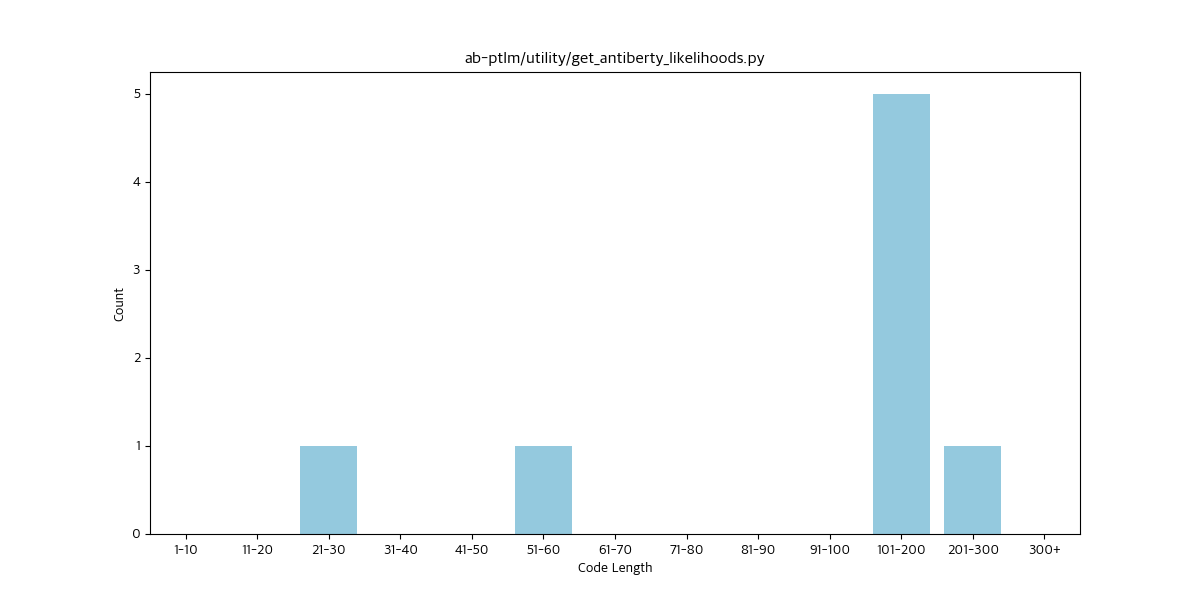 ab-ptlm/utility/get_antiberty_likelihoods.py
5
4
3
2
1
0
Count
1-10 11-20 21-30 31-40 41-50 51-60 61-70 71-80 81-90 91-100 101-200 201-300 300+
Code Length